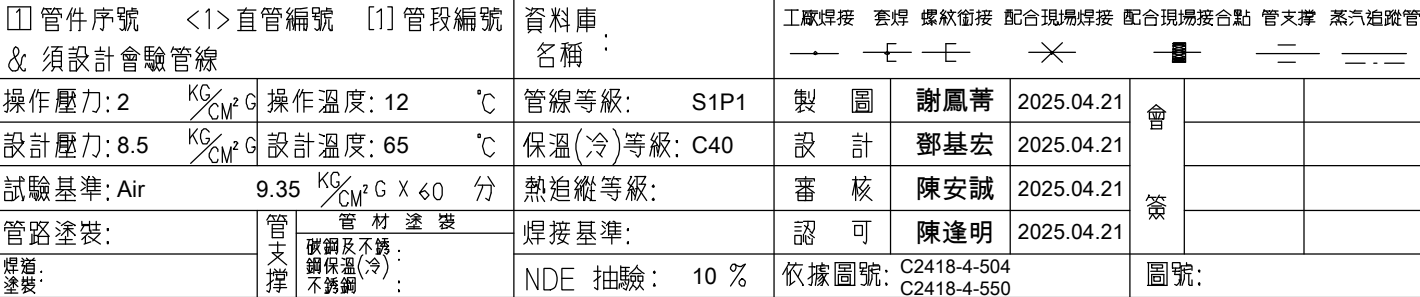 1 管件序號 <1>直管編號 [1] 管段編號
& 須設計會驗管線
資料庫
名稱 :
工廠焊接 套焊 螺紋銜接 配合現場焊接 配合現場接合點 管支撐 蒸汽追蹤管
操作壓力: 2 KG/CM² G 操作溫度: 12 °C 管線等級: S1P1 製 圖 謝鳳菁 2025.04.21
設計壓力: 8.5 KG/CM² G 設計溫度: 65 °C 保溫(冷)等級: C40 設 計 鄧基宏 2025.04.21
試驗基準: Air 9.35 KG/CM² G X 60 分 熱追縱等級: 審 核 陳安誠 2025.04.21
管路塗裝: 管支撐 管 材 塗 裝 焊接基準: 認 可 陳逢明 2025.04.21
會簽
焊道塗裝:
碳鋼及不銹鋼保溫(冷) :
不銹鋼 :
NDE 抽驗: 10 % 依據圖號: C2418-4-504
C2418-4-550
圖號: